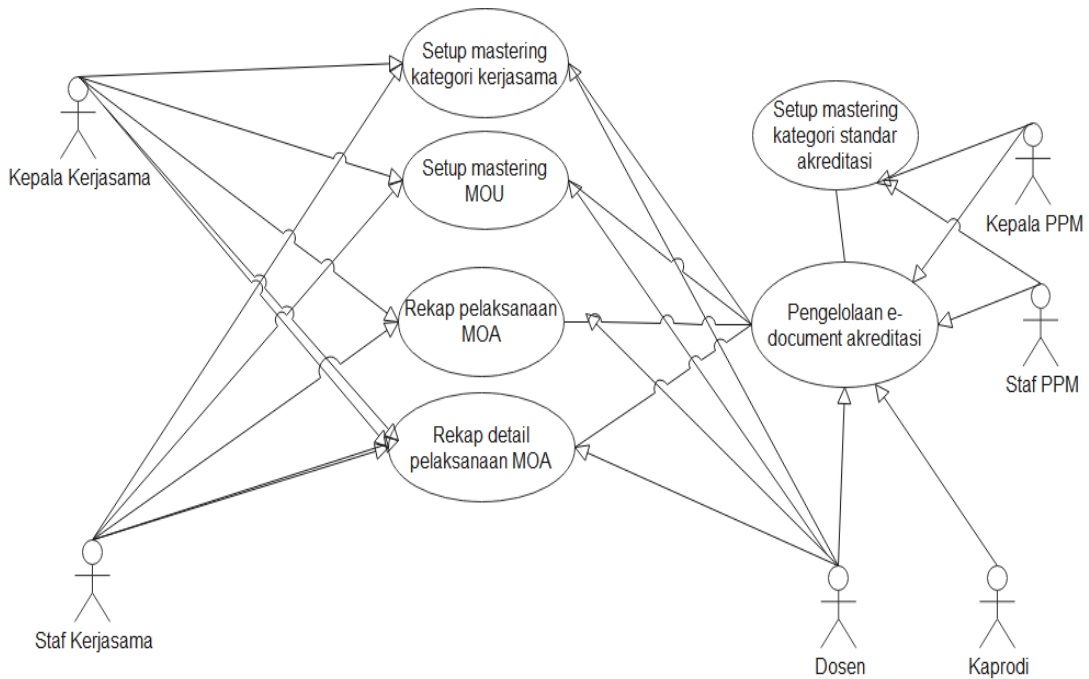 Setup mastering
kategori kerjasama
Setup mastering
kategori standar
akreditasi
Kepala Kerjasama
Setup mastering
MOU
Kepala PPM
Rekap pelaksanaan
MOA
Pengelolaan e-
document akreditasi
Staf PPM
Rekap detail
pelaksanaan MOA
Staf Kerjasama
Dosen
Kaprodi